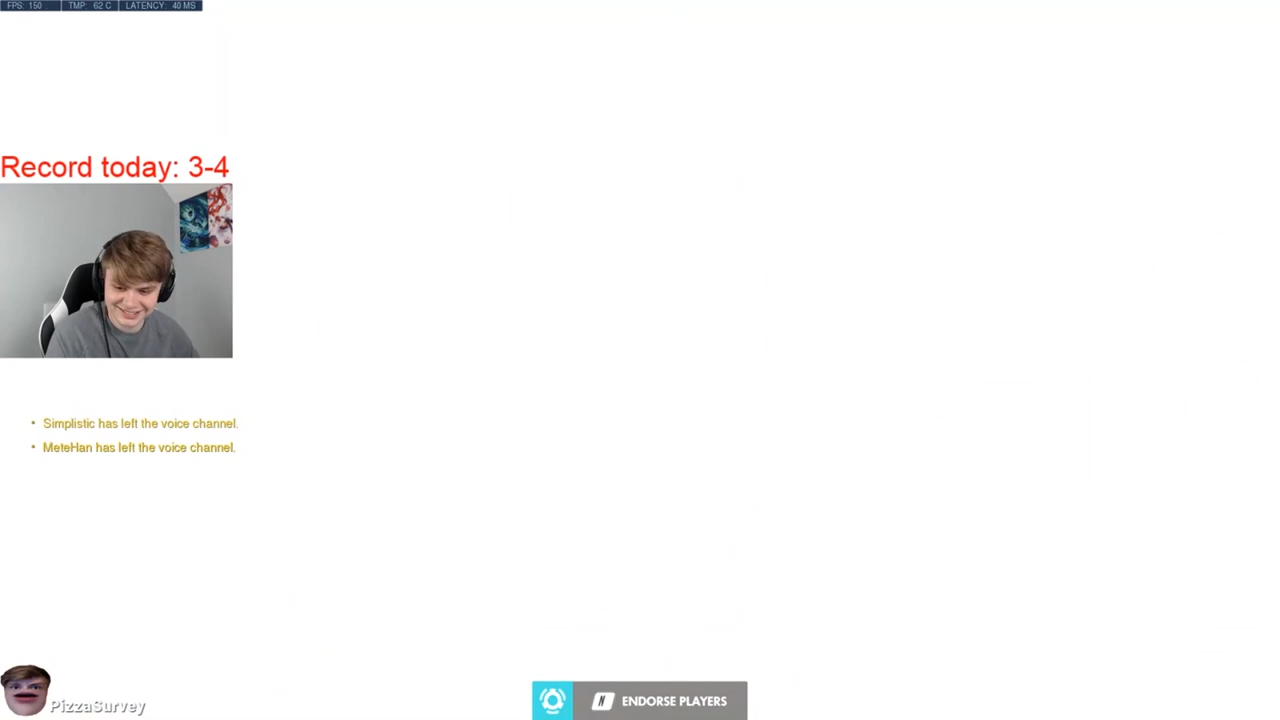 FPS: 150 TMP: 62 C LATENCY: 40 MS
Record today: 3-4
• Simplistic has left the voice channel.
• MeteHan has left the voice channel.
PizzaSurvey
N ENDORSE PLAYERS